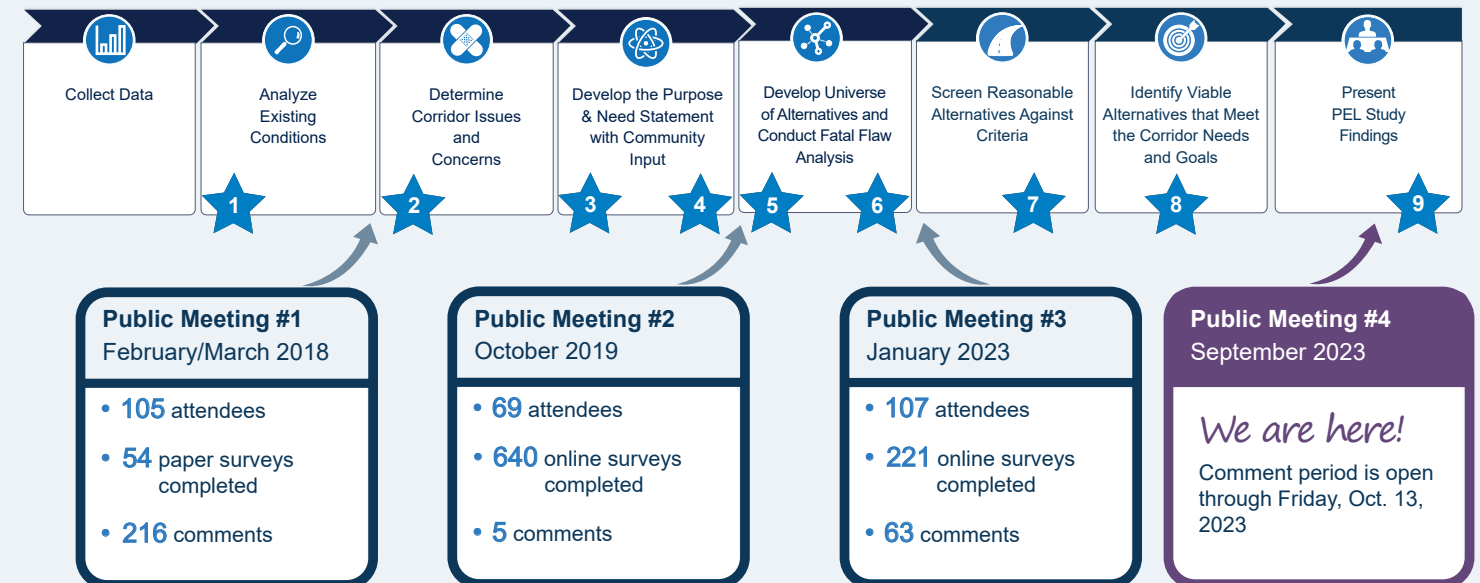 Collect Data
Analyze
Existing
Conditions
Determine
Corridor Issues
and
Concerns
Develop the Purpose
& Need Statement
with Community
Input
Develop Universe
of Alternatives and
Conduct Fatal Flaw
Analysis
Screen Reasonable
Alternatives Against
Criteria
Identify Viable
Alternatives that Meet
the Corridor Needs
and Goals
Present
PEL Study
Findings
1
2
3
4
5
6
7
8
9
Public Meeting #1
February/March 2018
• 105 attendees
• 54 paper surveys
completed
• 216 comments
Public Meeting #2
October 2019
• 69 attendees
• 640 online surveys
completed
• 5 comments
Public Meeting #3
January 2023
• 107 attendees
• 221 online surveys
completed
• 63 comments
Public Meeting #4
September 2023
We are here!
Comment period is open
through Friday, Oct. 13,
2023